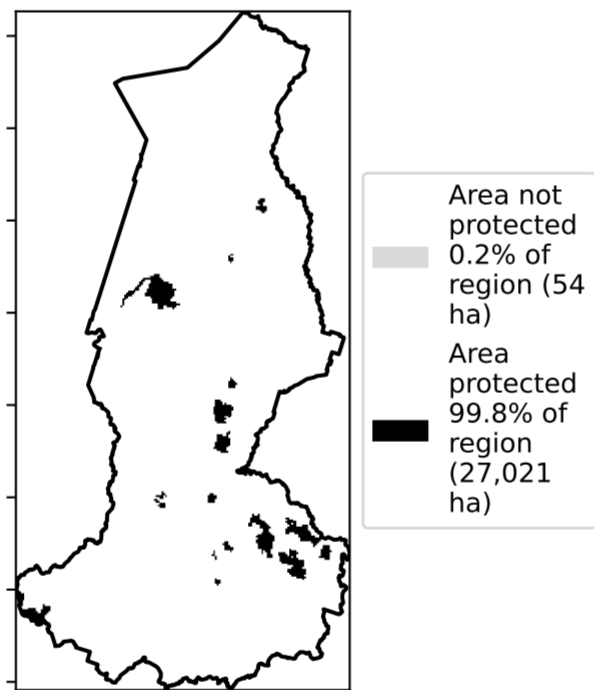 Area not
protected
0.2% of
region (54
ha)
Area
protected
99.8% of
region
(27,021
ha)